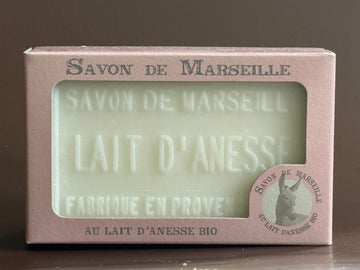 SAVON DE MARSEILLE
SAVON DE MARSEILL
LAIT D'ANESSE
FABRIQUE EN PROVEN
SAVON DE MARSEILLE
AU LAIT D'ANESSE BIO
AU LAIT D'ANESSE BIO